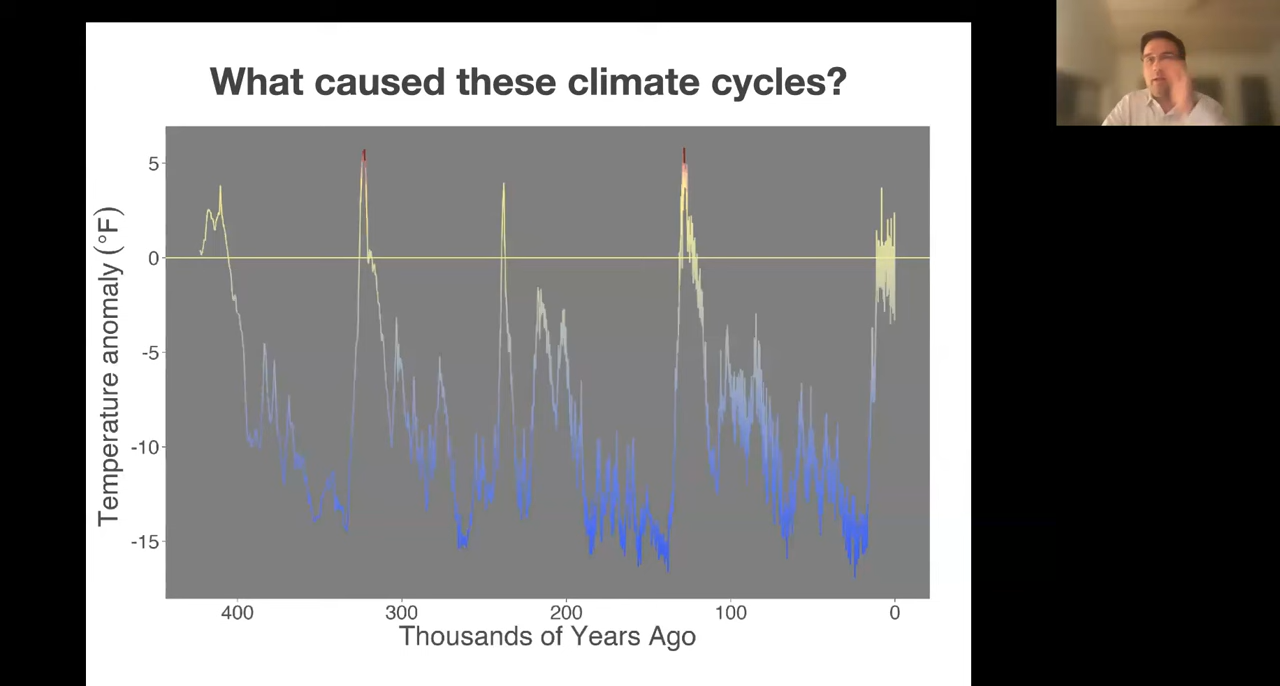 What caused these climate cycles?
Temperature anomaly (°F)
5
0
-5
-10
-15
400 300 200 100 0
Thousands of Years Ago